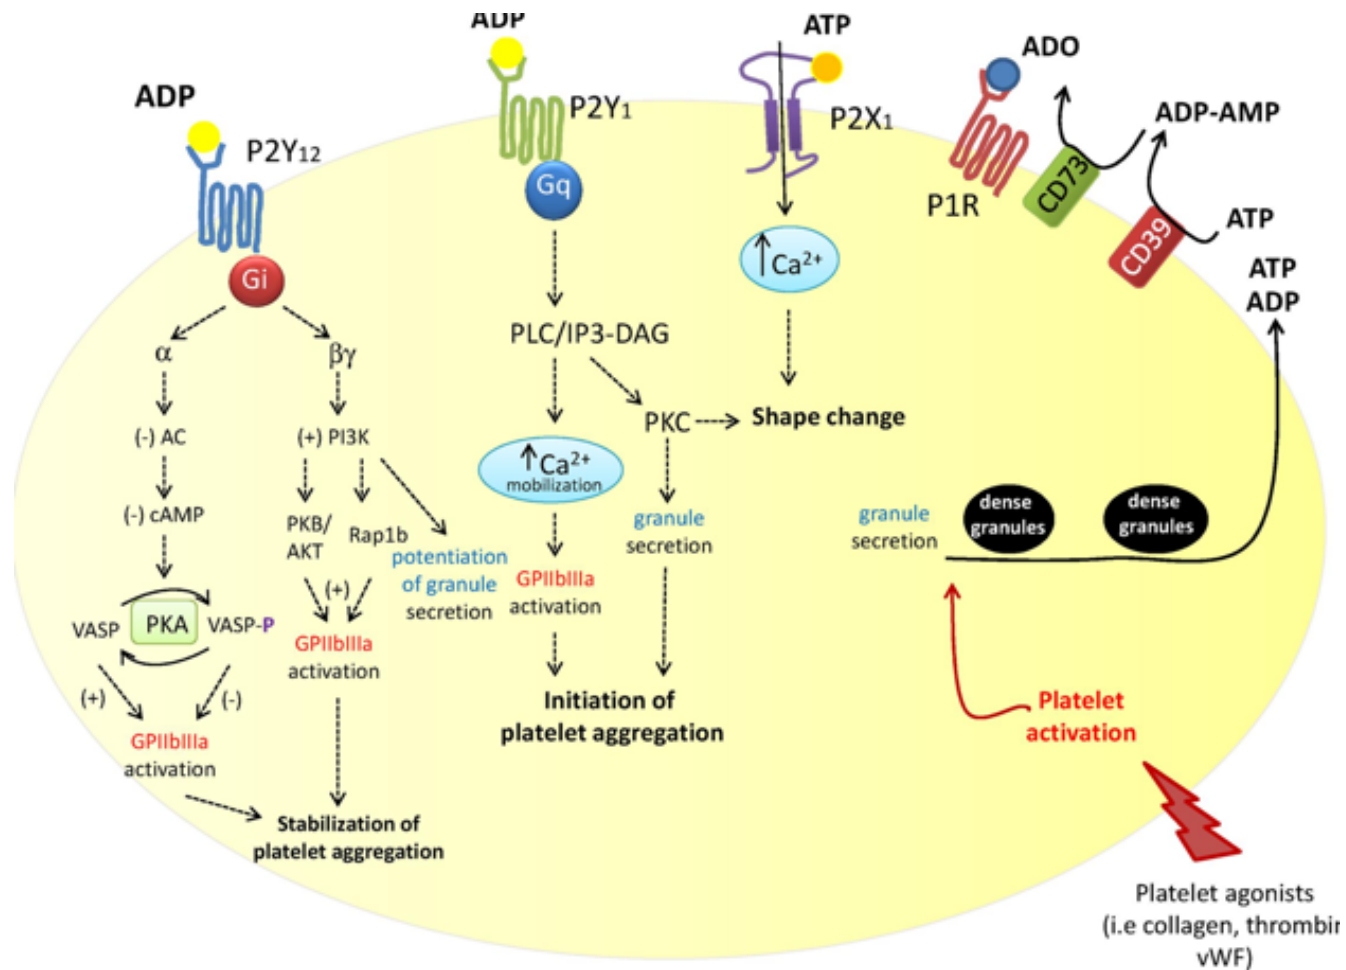 ADP
ADP
ATP
ADO
P2Y12
P2Y1
P2X1
P1R
CD73
CD39
ADP-AMP
ATP
ATP
ADP
Gi
Gq
↑Ca2+
α
βγ
PLC/IP3-DAG
(-) AC
(+) PI3K
PKC
Shape change
↑Ca2+
mobilization
(-) cAMP
PKB/
AKT
Rap1b
potentiation
of granule
secretion
(+)
GPIIbIIIa
activation
granule
secretion
granule
secretion
dense
granules
dense
granules
VASP
PKA
VASP-P
(+)
(-)
GPIIbIIIa
activation
GPIIbIIIa
activation
Initiation of
platelet aggregation
Stabilization of
platelet aggregation
Platelet
activation
Platelet agonists
(i.e collagen, thrombin
vWF)